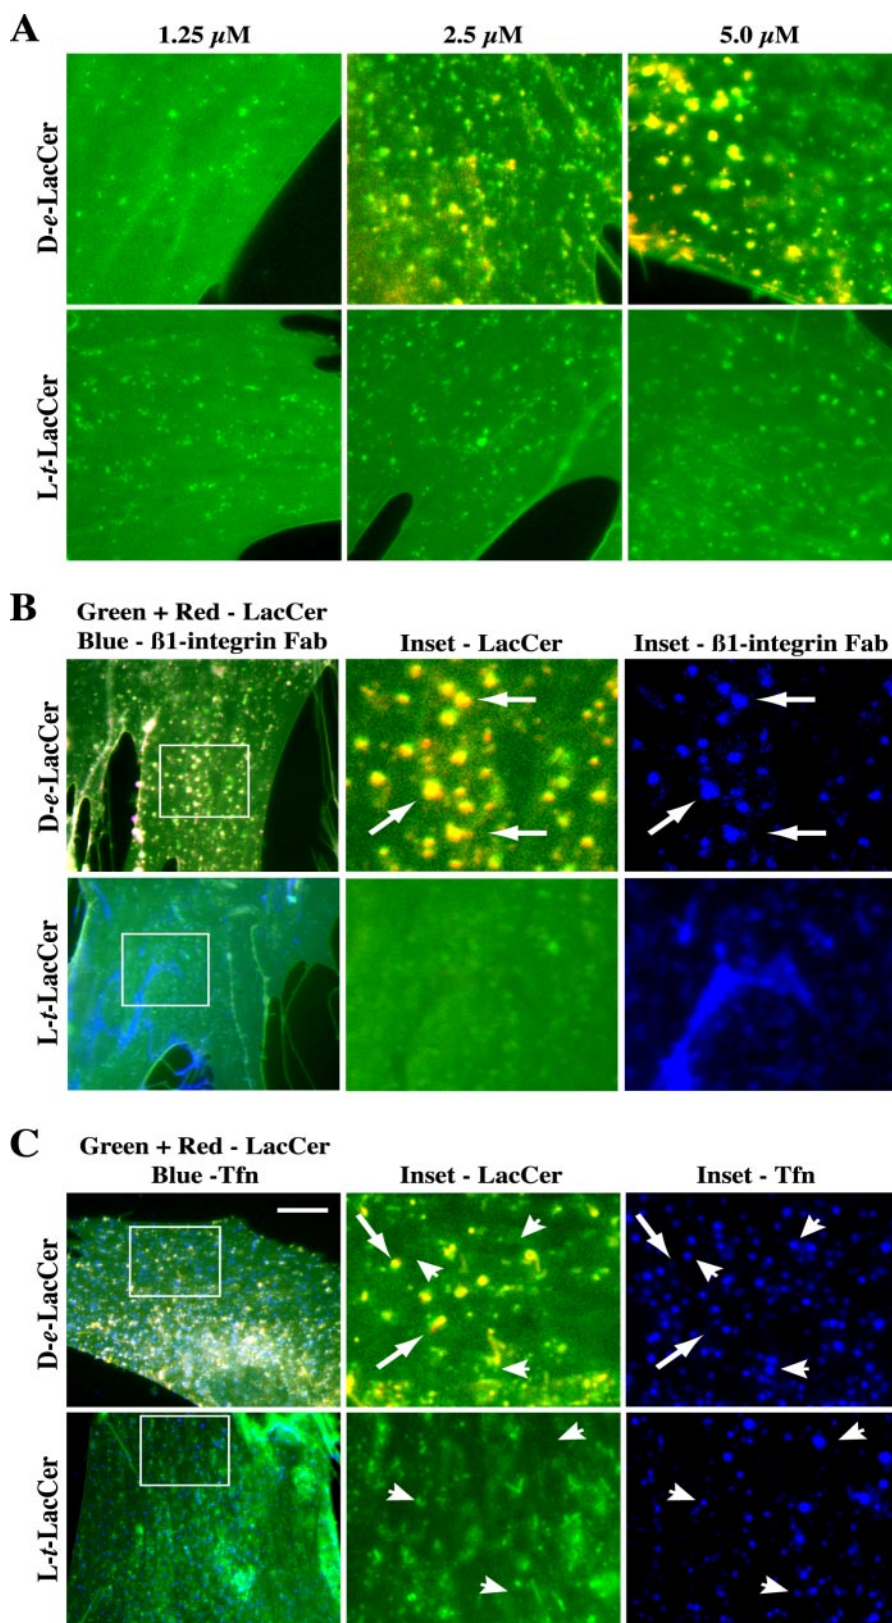 A
1.25 µM 2.5 µM 5.0 µM
D-e-LacCer
L-t-LacCer
B
Green + Red - LacCer
Blue - ß1-integrin Fab
Inset - LacCer
Inset - ß1-integrin Fab
D-e-LacCer
L-t-LacCer
C
Green + Red - LacCer
Blue -Tfn
Inset - LacCer
Inset - Tfn
D-e-LacCer
L-t-LacCer